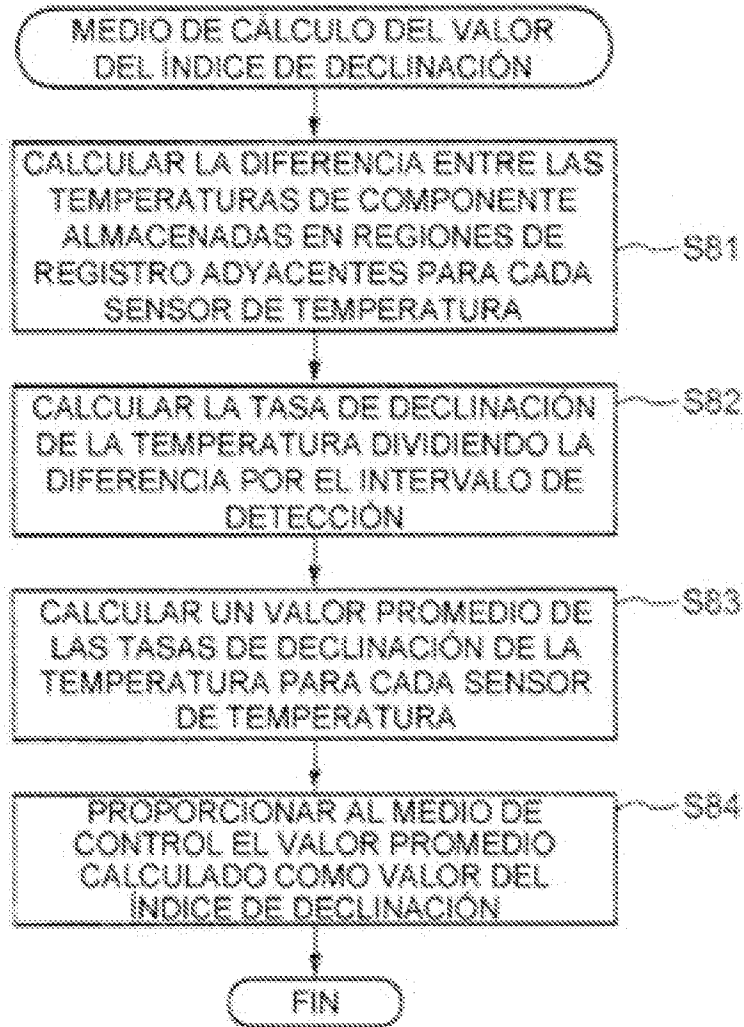 MEDIO DE CÁLCULO DEL VALOR
DEL ÍNDICE DE DECLINACIÓN
CALCULAR LA DIFERENCIA ENTRE LAS
TEMPERATURAS DE COMPONENTE
ALMACENADAS EN REGIONES DE
REGISTRO ADYACENTES PARA CADA
SENSOR DE TEMPERATURA
S81
CALCULAR LA TASA DE DECLINACIÓN
DE LA TEMPERATURA DIVIDIENDO LA
DIFERENCIA POR EL INTERVALO DE
DETECCIÓN
S82
CALCULAR UN VALOR PROMEDIO DE
LAS TASAS DE DECLINACIÓN DE LA
TEMPERATURA PARA CADA SENSOR
DE TEMPERATURA
S83
PROPORCIONAR AL MEDIO DE
CONTROL EL VALOR PROMEDIO
CALCULADO COMO VALOR DEL
ÍNDICE DE DECLINACIÓN
S84
FIN